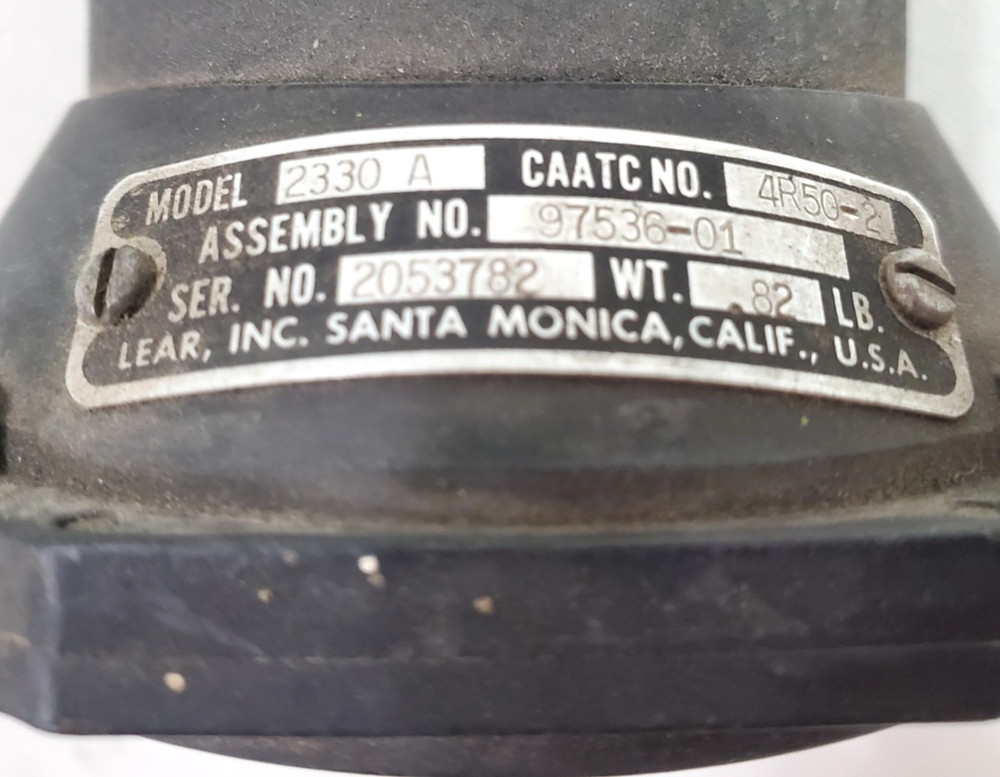 MODEL 2330 A CAATC NO. 4R50-2
ASSEMBLY NO. 97536-01
SER. NO. 2053782 WT. .82 LB.
LEAR, INC. SANTA MONICA, CALIF., U.S.A.